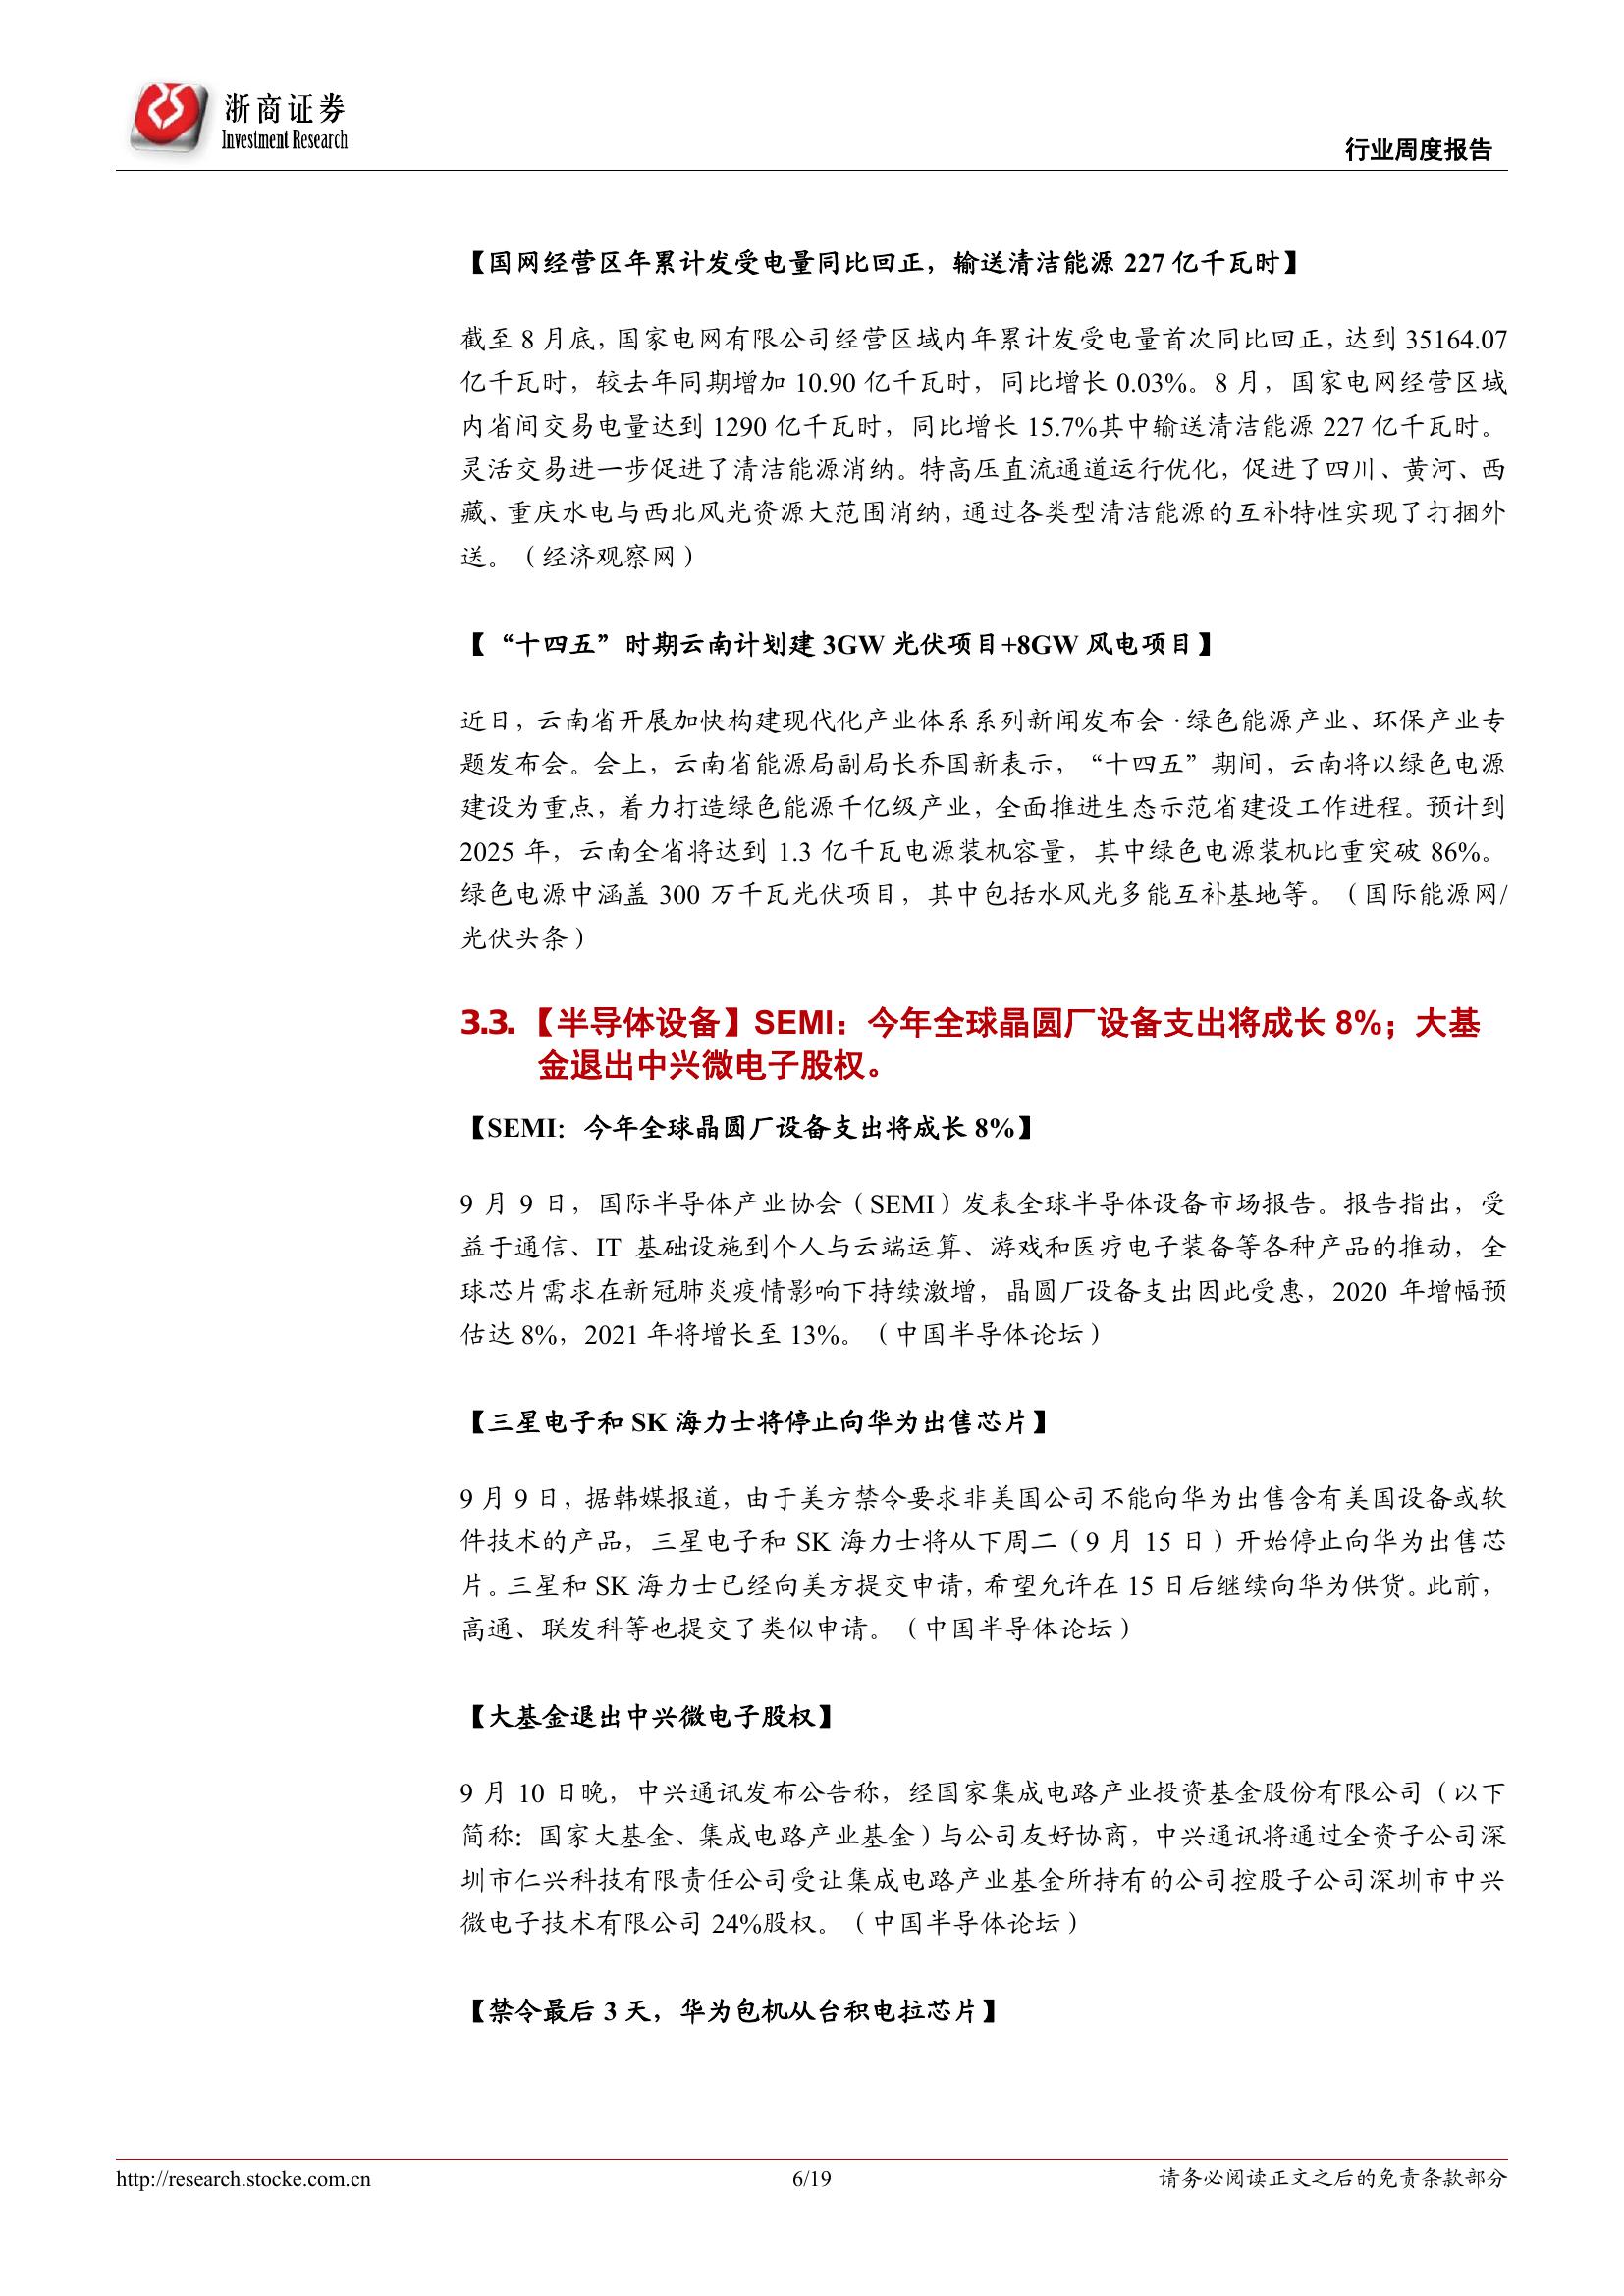 浙商证券
Investment Research
行业周度报告
【国网经营区年累计发受电量同比回正，输送清洁能源 227 亿千瓦时】
截至 8 月底，国家电网有限公司经营区域内年累计发受电量首次同比回正，达到 35164.07
亿千瓦时，较去年同期增加 10.90 亿千瓦时，同比增长 0.03%。8 月，国家电网经营区域
内省间交易电量达到 1290 亿千瓦时，同比增长 15.7%其中输送清洁能源 227 亿千瓦时。
灵活交易进一步促进了清洁能源消纳。特高压直流通道运行优化，促进了四川、黄河、西
藏、重庆水电与西北风光资源大范围消纳，通过各类型清洁能源的互补特性实现了打捆外
送。（经济观察网）
【“十四五”时期云南计划建 3GW 光伏项目+8GW 风电项目】
近日，云南省开展加快构建现代化产业体系系列新闻发布会·绿色能源产业、环保产业专
题发布会。会上，云南省能源局副局长乔国新表示，“十四五”期间，云南将以绿色电源
建设为重点，着力打造绿色能源千亿级产业，全面推进生态示范省建设工作进程。预计到
2025 年，云南全省将达到 1.3 亿千瓦电源装机容量，其中绿色电源装机比重突破 86%。
绿色电源中涵盖 300 万千瓦光伏项目，其中包括水风光多能互补基地等。（国际能源网/
光伏头条）
3.3. 【半导体设备】SEMI：今年全球晶圆厂设备支出将成长 8%；大基
金退出中兴微电子股权。
【SEMI：今年全球晶圆厂设备支出将成长 8%】
9 月 9 日，国际半导体产业协会（SEMI）发表全球半导体设备市场报告。报告指出，受
益于通信、IT 基础设施到个人与云端运算、游戏和医疗电子装备等各种产品的推动，全
球芯片需求在新冠肺炎疫情影响下持续激增，晶圆厂设备支出因此受惠，2020 年增幅预
估达 8%，2021 年将增长至 13%。（中国半导体论坛）
【三星电子和 SK 海力士将停止向华为出售芯片】
9 月 9 日，据韩媒报道，由于美方禁令要求非美国公司不能向华为出售含有美国设备或软
件技术的产品，三星电子和 SK 海力士将从下周二（9 月 15 日）开始停止向华为出售芯
片。三星和 SK 海力士已经向美方提交申请，希望允许在 15 日后继续向华为供货。此前，
高通、联发科等也提交了类似申请。（中国半导体论坛）
【大基金退出中兴微电子股权】
9 月 10 日晚，中兴通讯发布公告称，经国家集成电路产业投资基金股份有限公司（以下
简称：国家大基金、集成电路产业基金）与公司友好协商，中兴通讯将通过全资子公司深
圳市仁兴科技有限责任公司受让集成电路产业基金所持有的公司控股子公司深圳市中兴
微电子技术有限公司 24%股权。（中国半导体论坛）
【禁令最后 3 天，华为包机从台积电拉芯片】
http://research.stocke.com.cn
6/19
请务必阅读正文之后的免责条款部分